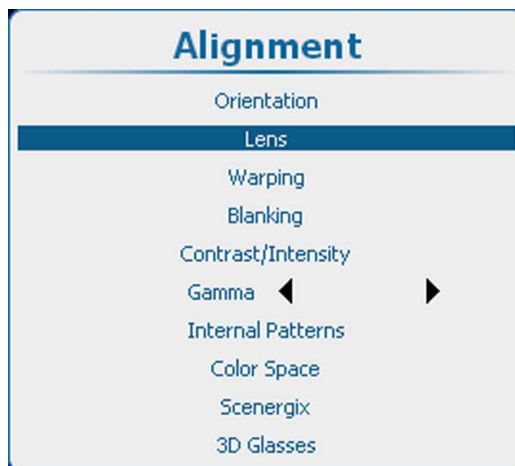 Alignment
Orientation
Lens
Warping
Blanking
Contrast/Intensity
Gamma
Internal Patterns
Color Space
Scenergix
3D Glasses